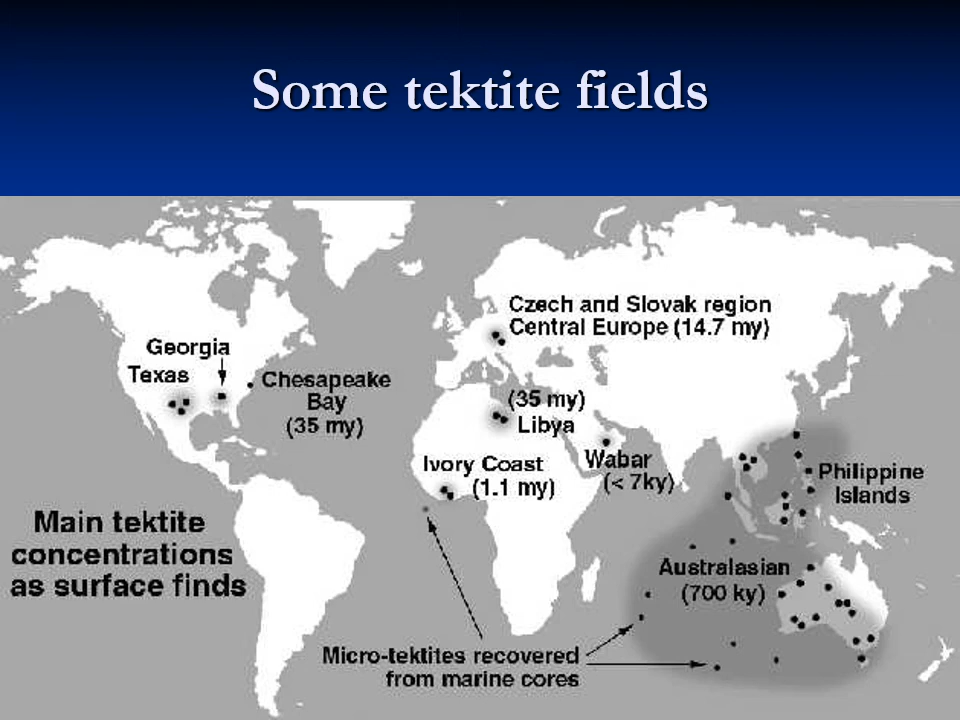 Some tektite fields
Georgia
Texas
Chesapeake
Bay
(35 my)
Czech and Slovak region
Central Europe (14.7 my)
(35 my)
Libya
Wabar
(< 7ky)
Ivory Coast
(1.1 my)
Philippine
Islands
Main tektite
concentrations
as surface finds
Australasian
(700 ky)
Micro-tektites recovered
from marine cores